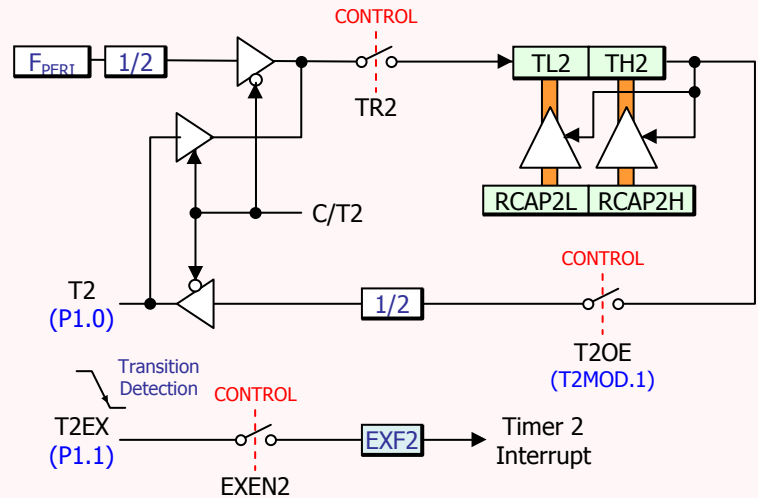 CONTROL
FPERI
1/2
TL2
TH2
TR2
C/T2
RCAP2L
RCAP2H
T2
(P1.0)
1/2
CONTROL
T2OE
(T2MOD.1)
Transition
Detection
CONTROL
T2EX
(P1.1)
EXF2
Timer 2
Interrupt
EXEN2